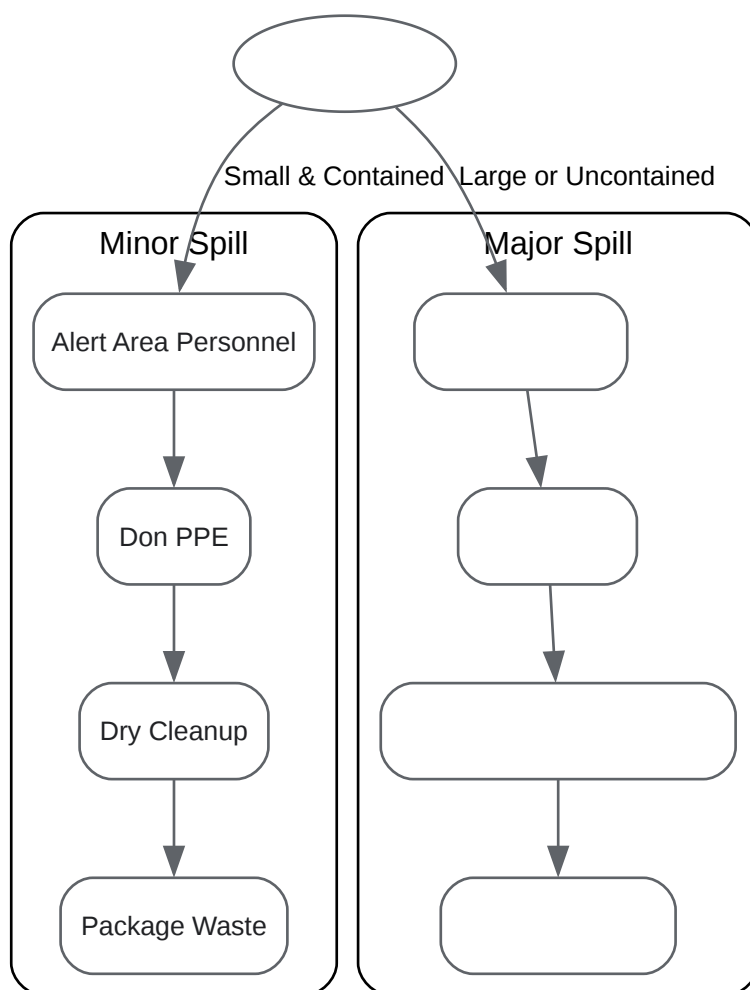 Small & Contained
Large or Uncontained
Minor Spill
Major Spill
Alert Area Personnel
Don PPE
Dry Cleanup
Package Waste